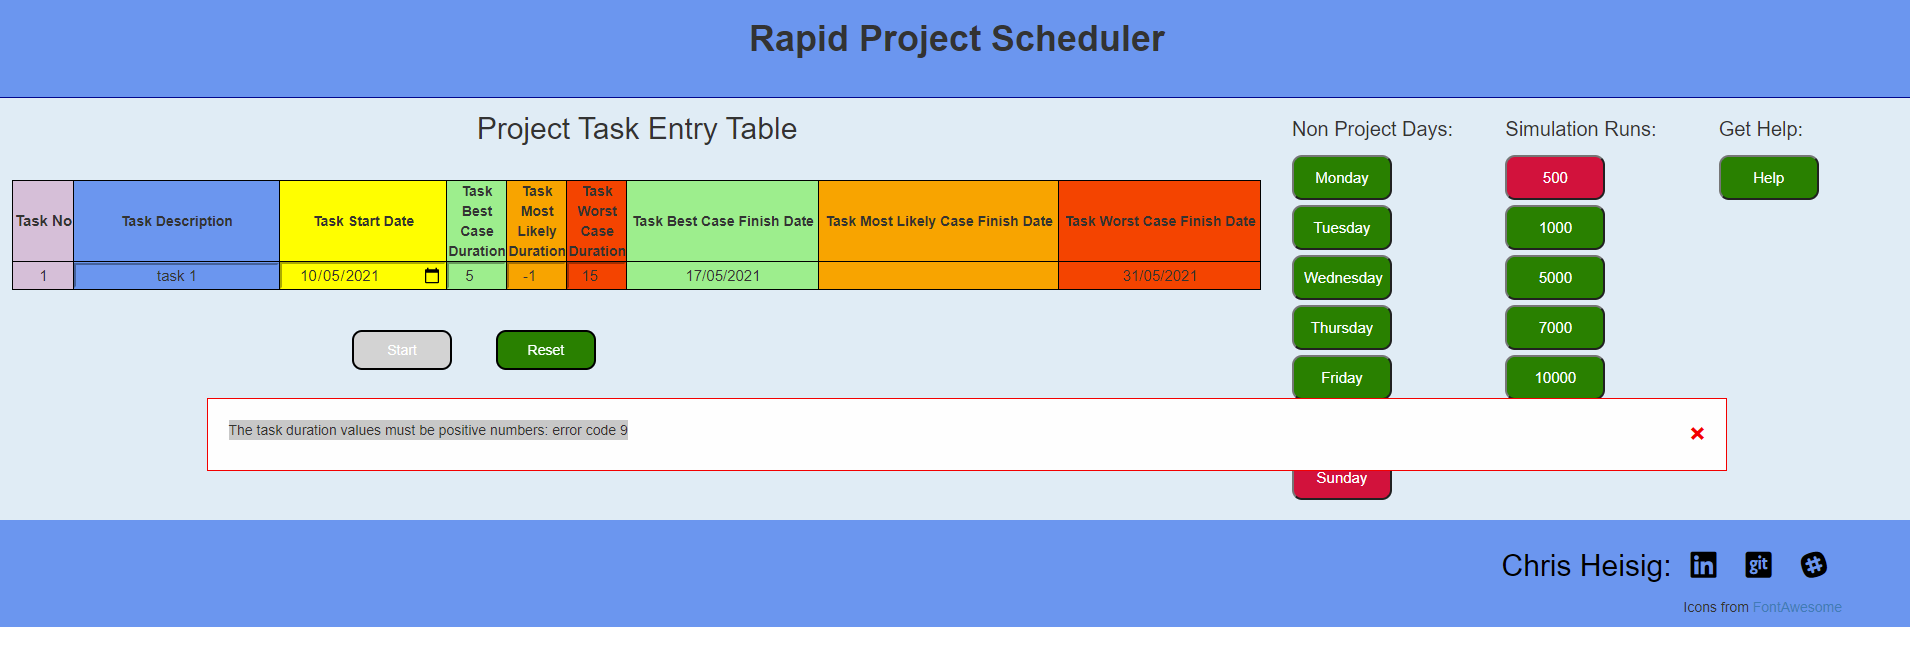 Rapid Project Scheduler
Project Task Entry Table
Non Project Days:
Simulation Runs:
Get Help:
Task No
Task Description
Task Start Date
Task Best Case Duration
Task Most Likely Duration
Task Worst Case Duration
Task Best Case Finish Date
Task Most Likely Case Finish Date
Task Worst Case Finish Date
1
task 1
10/05/2021
5
-1
15
17/05/2021
31/05/2021
Start
Reset
Monday
Tuesday
Wednesday
Thursday
Friday
Sunday
500
1000
5000
7000
10000
Help
The task duration values must be positive numbers: error code 9
Chris Heisig:
in
git
Icons from FontAwesome